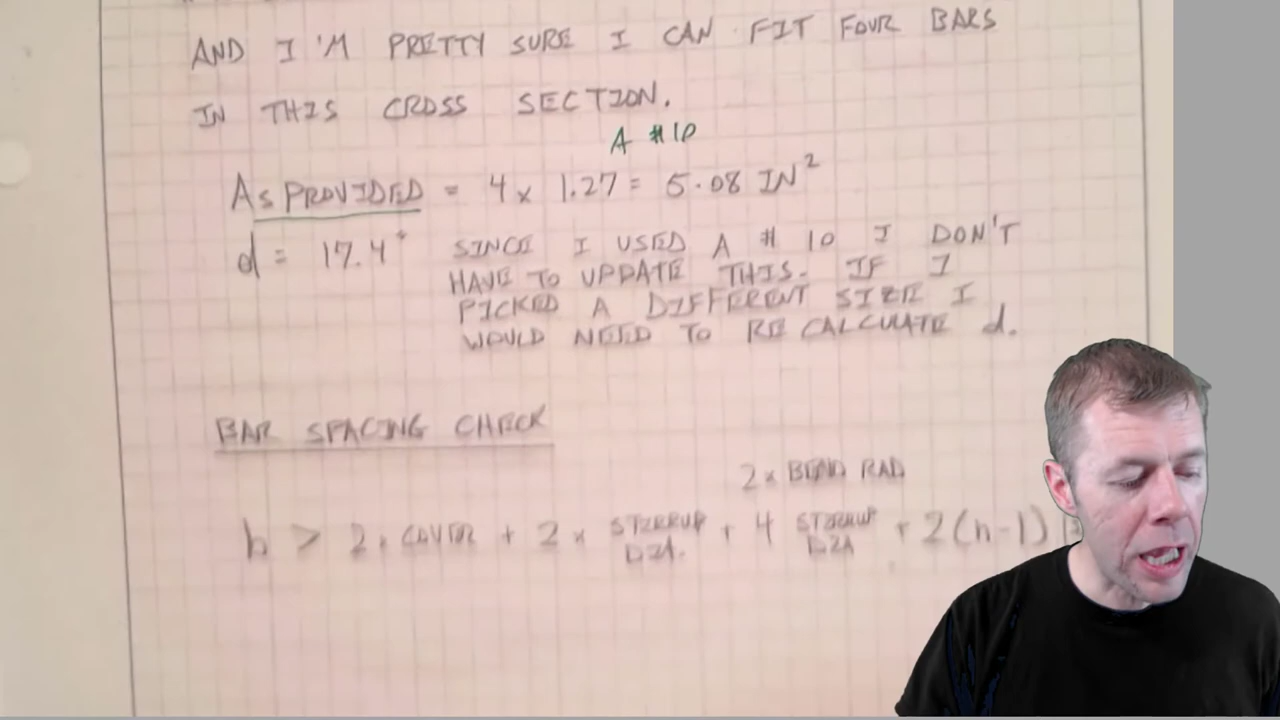 AND I'M PRETTY SURE I CAN FIT FOUR BARS
IN THIS CROSS SECTION.
A #10
As PROVIDED = 4 x 1.27 = 5.08 IN²
d = 17.4" SINCE I USED A # 10 I DON'T
HAVE TO UPDATE THIS. IF I
PICKED A DIFFERENT SIZE I
WOULD NEED TO RECALCULATE d.
BAR SPACING CHECK
2 x BEND RAD
b > 2 · COVER + 2 x STIRRUP DIA. + 4 STIRRUP DIA + 2(n-1)